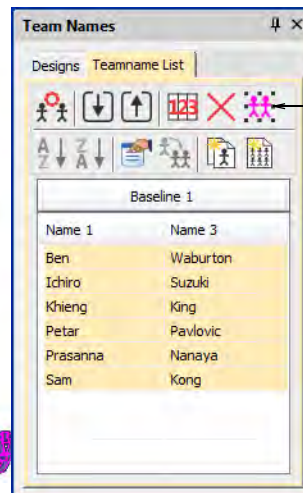 Team Names
Designs Teamname List
123
A Z Z A
Baseline 1
Name 1 Name 3
Ben Waburton
Ichiro Suzuki
Khieng King
Petar Pavlovic
Prasanna Nanaya
Sam Kong